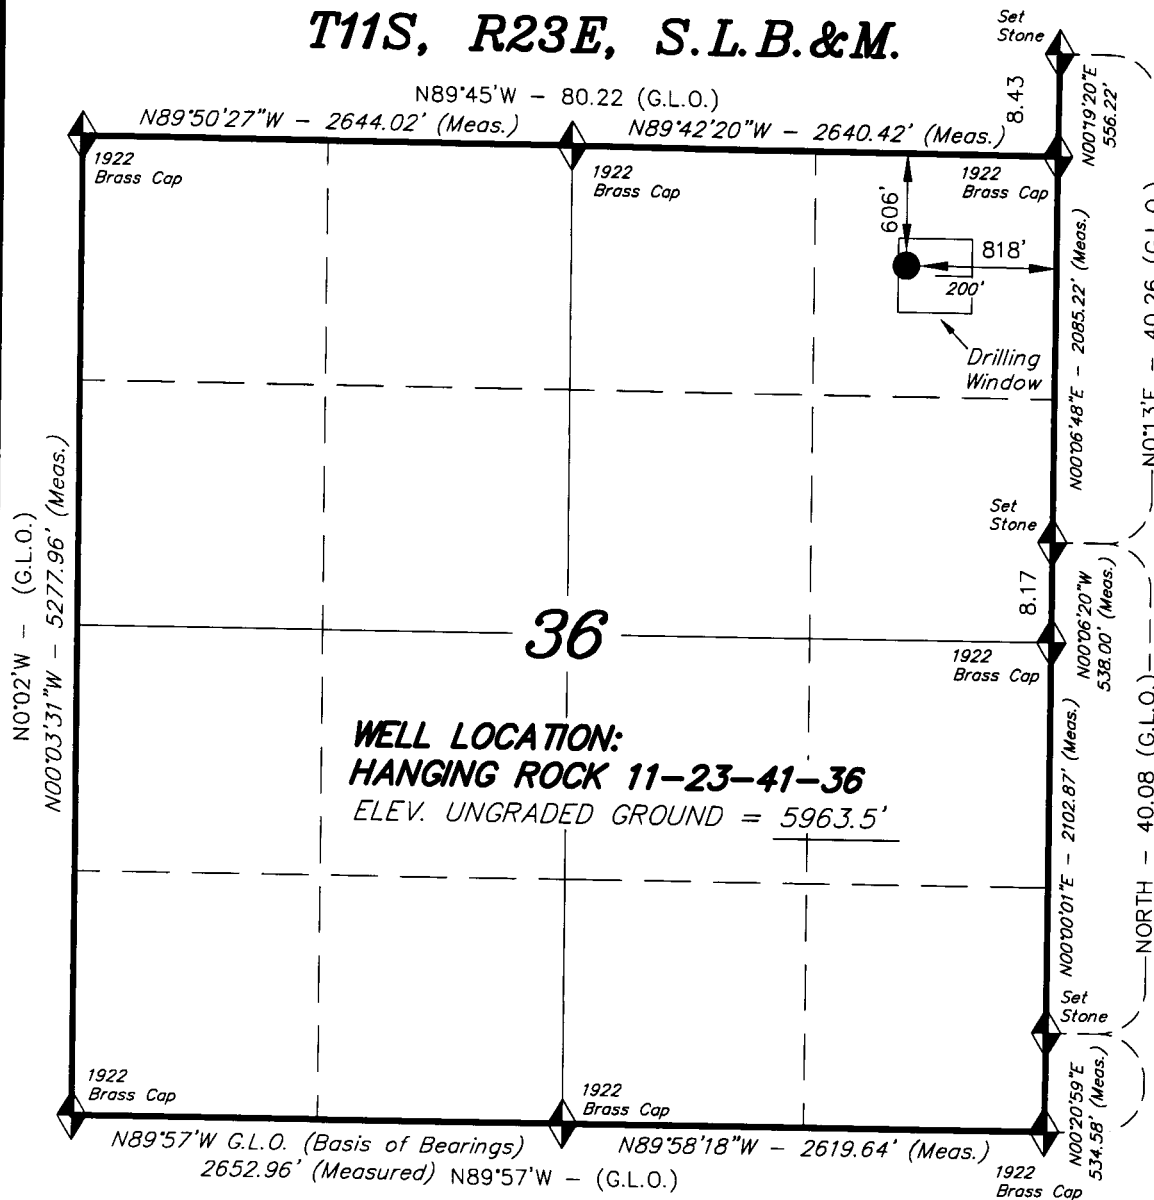 T11S, R23E, S.L.B.&M.
Set
Stone
N89°45'W - 80.22 (G.L.O.)
N89°50'27"W - 2644.02' (Meas.)
N89°42'20"W - 2640.42' (Meas.)
8.43
N00°19'20"E
556.22'
1922
Brass Cap
1922
Brass Cap
1922
Brass Cap
606'
818'
200'
Drilling
Window
N00°06'48"E - 2085.22' (Meas.)
N0°13'E - 40.26 (G.L.O.)
N0°02'W - (G.L.O.)
N00°03'31"W - 5277.96' (Meas.)
Set
Stone
8.17
N00°06'20"W
538.00' (Meas.)
36
1922
Brass Cap
WELL LOCATION:
HANGING ROCK 11-23-41-36
ELEV. UNGRADED GROUND = 5963.5'
N00°00'01"E - 2102.87' (Meas.)
NORTH - 40.08 (G.L.O.)
Set
Stone
1922
Brass Cap
1922
Brass Cap
N00°20'59"E
534.58' (Meas.)
N89°57'W G.L.O. (Basis of Bearings)
2652.96' (Measured)
N89°57'W - (G.L.O.)
N89°58'18"W - 2619.64' (Meas.)
1922
Brass Cap